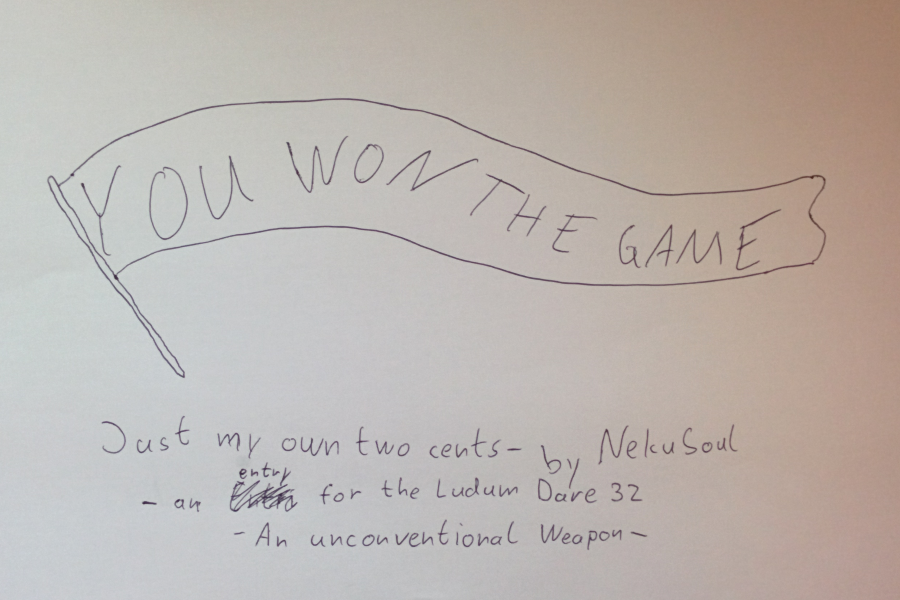 YOU WON THE GAME
Just my own two cents - by NekuSoul
entry
- an for the Ludum Dare 32
- An unconventional Weapon -